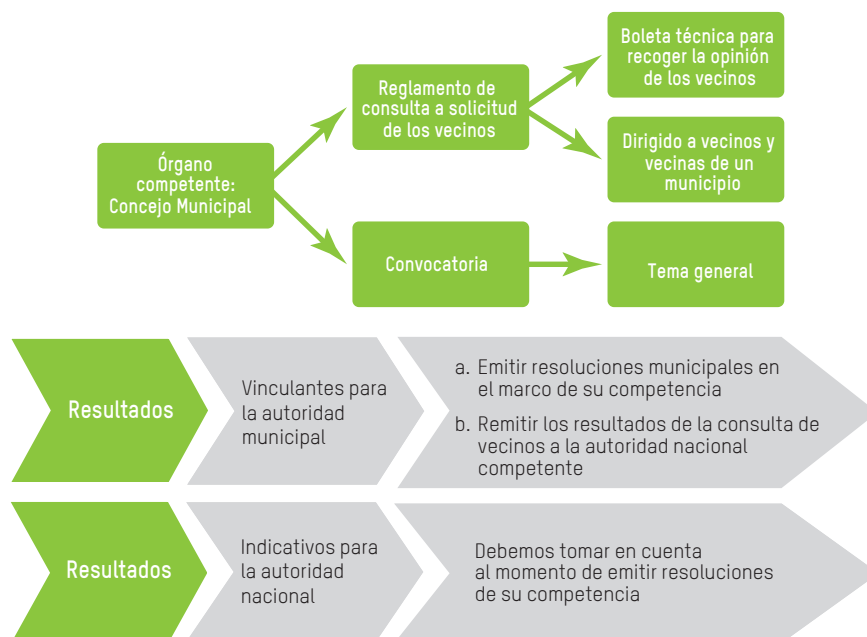 Boleta técnica para
recoger la opinión
de los vecinos
Reglamento de
consulta a solicitud
de los vecinos
Dirigido a vecinos y
vecinas de un
municipio
Órgano
competente:
Concejo Municipal
Convocatoria
Tema general
Resultados
Vinculantes para
la autoridad
municipal
a. Emitir resoluciones municipales en
el marco de su competencia
b. Remitir los resultados de la consulta de
vecinos a la autoridad nacional
competente
Resultados
Indicativos para
la autoridad
nacional
Debemos tomar en cuenta
al momento de emitir resoluciones
de su competencia